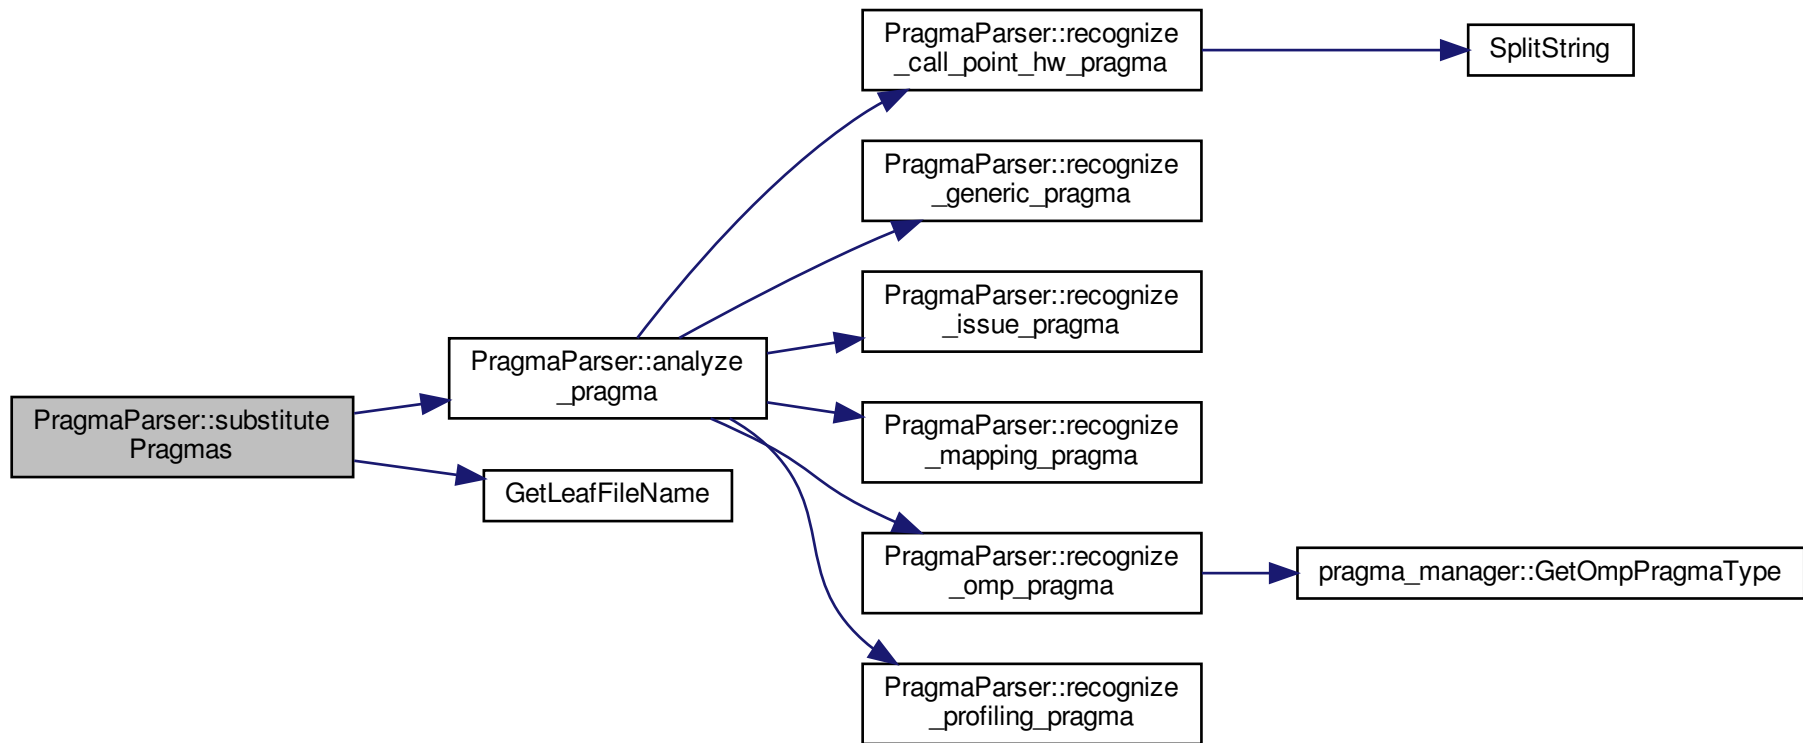 PragmaParser::substitute
Pragmas
PragmaParser::analyze
_pragma
GetLeafFileName
PragmaParser::recognize
_call_point_hw_pragma
PragmaParser::recognize
_generic_pragma
PragmaParser::recognize
_issue_pragma
PragmaParser::recognize
_mapping_pragma
PragmaParser::recognize
_omp_pragma
PragmaParser::recognize
_profiling_pragma
SplitString
pragma_manager::GetOmpPragmaType